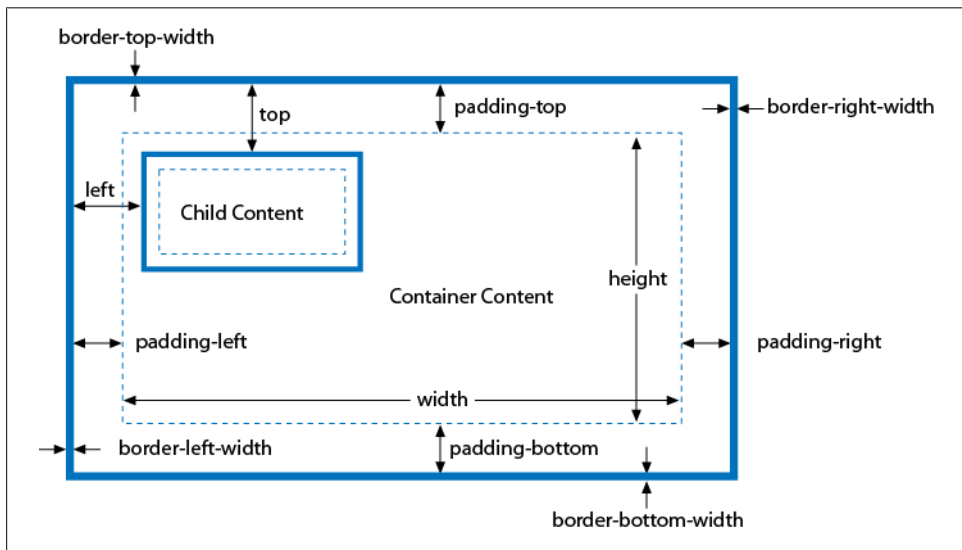 border-top-width
top
padding-top
border-right-width
left
Child Content
height
Container Content
padding-left
padding-right
width
border-left-width
padding-bottom
border-bottom-width